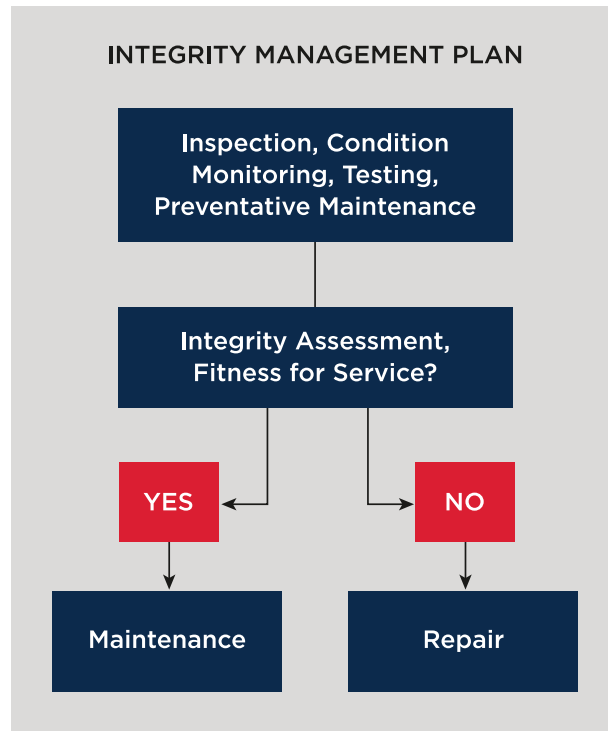 INTEGRITY MANAGEMENT PLAN
Inspection, Condition
Monitoring, Testing,
Preventative Maintenance
Integrity Assessment,
Fitness for Service?
YES
NO
Maintenance
Repair